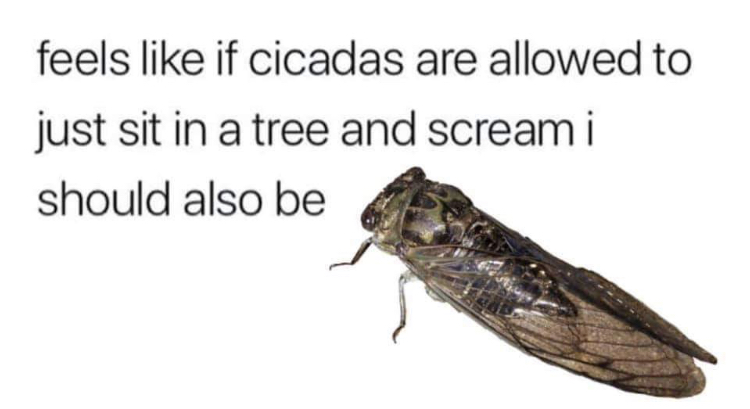 feels like if cicadas are allowed to
just sit in a tree and scream i
should also be